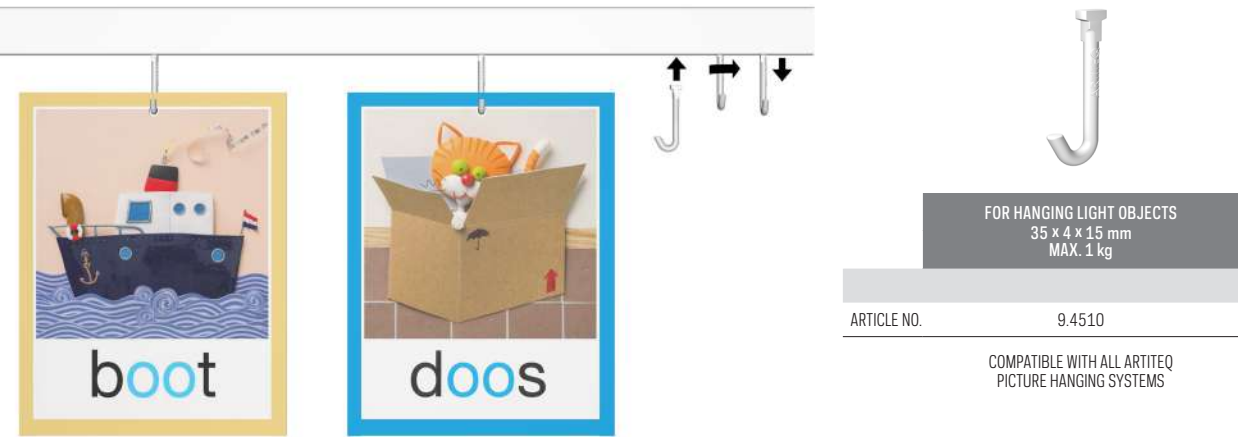 boot
doos
FOR HANGING LIGHT OBJECTS
35 x 4 x 15 mm
MAX. 1 kg
ARTICLE NO. 9.4510
COMPATIBLE WITH ALL ARTITEQ
PICTURE HANGING SYSTEMS